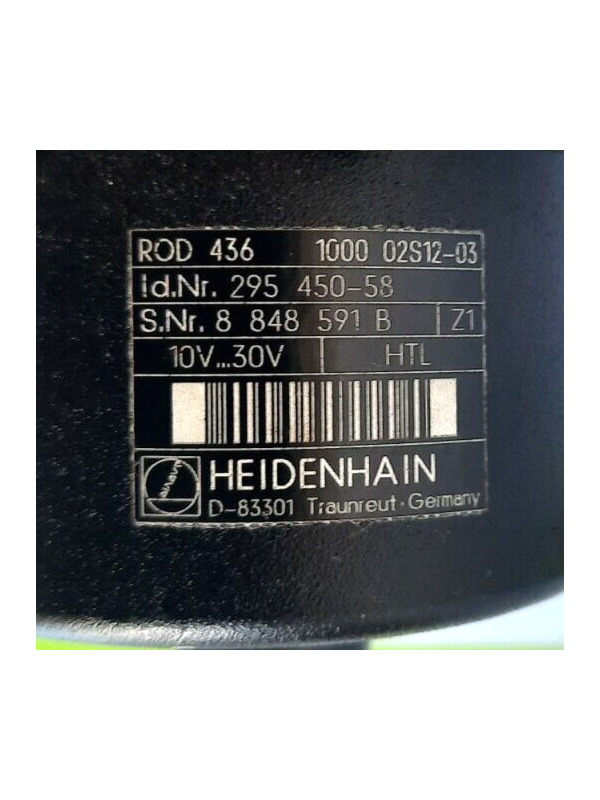 ROD 436 1000 02S12-03
Id.Nr. 295 450-58
S.Nr. 8 848 591 B Z1
10V...30V HTL
HEIDENHAIN
D-83301 Traunreut · Germany